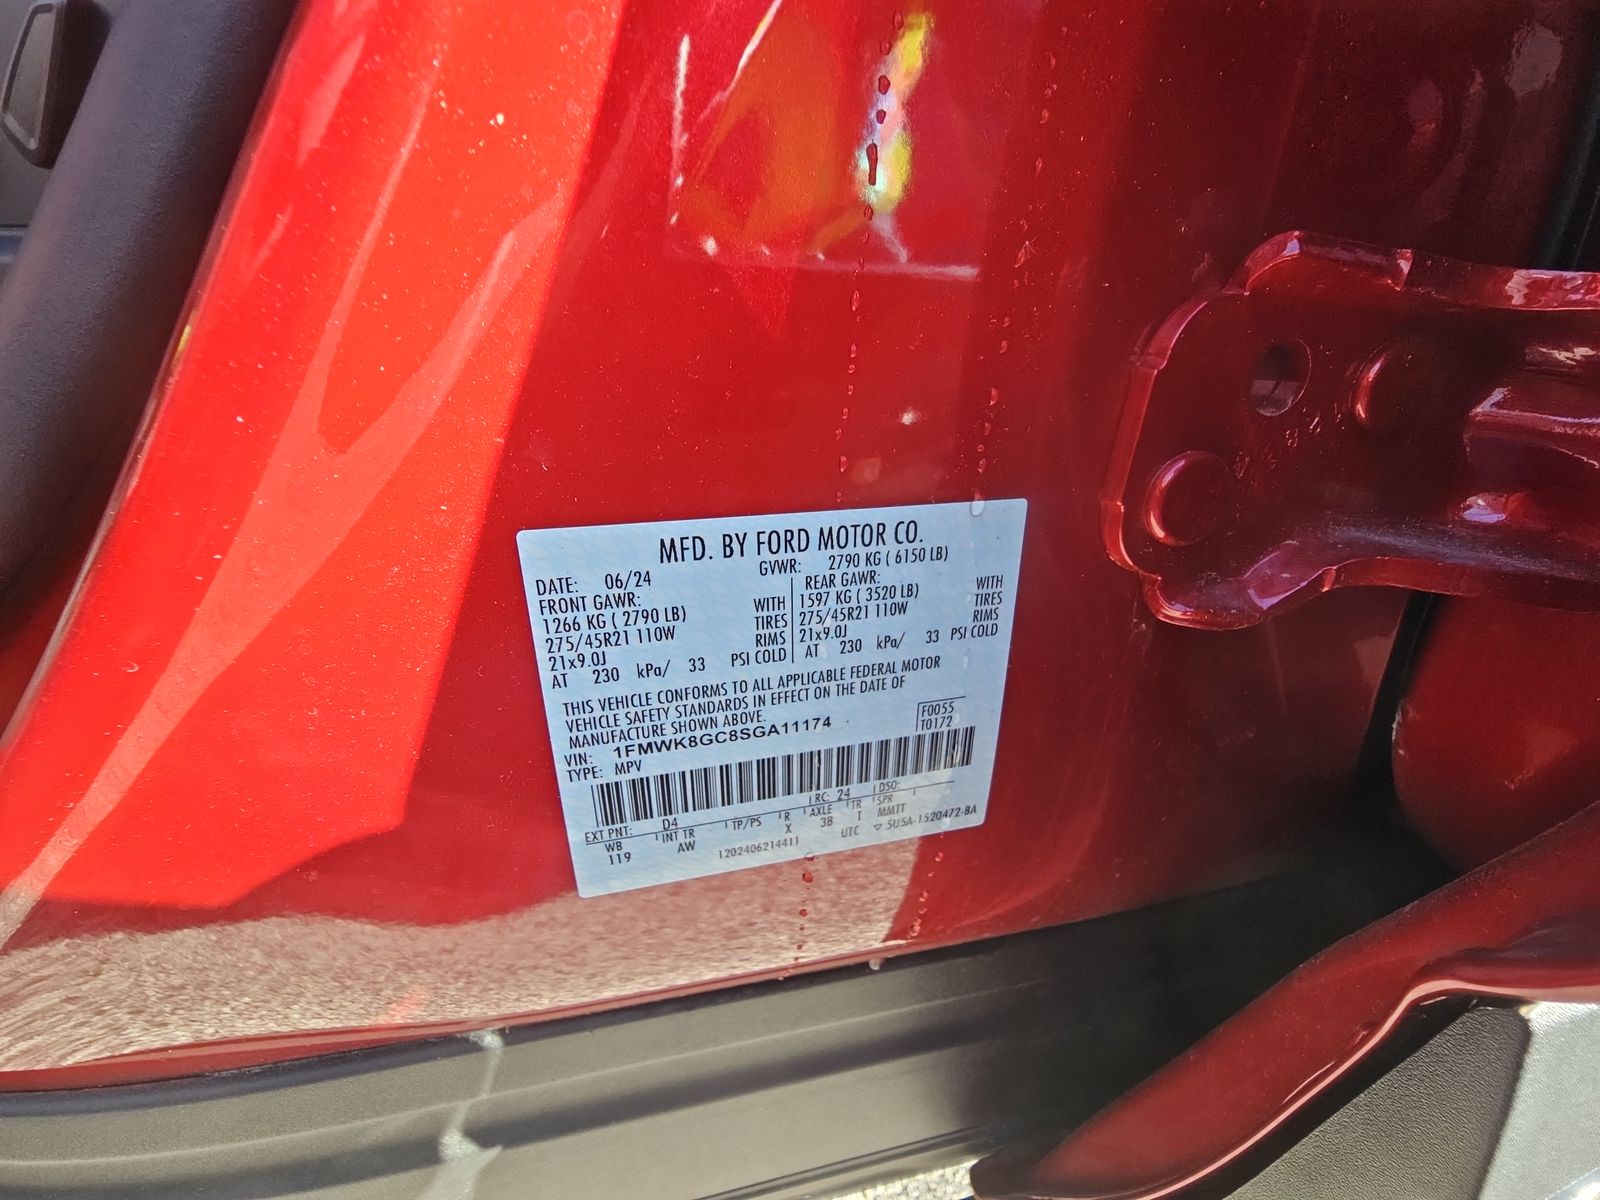 MFD. BY FORD MOTOR CO.
DATE: 06/24 GVWR: 2790 KG ( 6150 LB)
FRONT GAWR: REAR GAWR:
1266 KG ( 2790 LB) WITH 1597 KG ( 3520 LB) WITH
275/45R21 110W TIRES 275/45R21 110W TIRES
21x9.0J RIMS 21x9.0J RIMS
AT 230 kPa/ 33 PSI COLD AT 230 kPa/ 33 PSI COLD
THIS VEHICLE CONFORMS TO ALL APPLICABLE FEDERAL MOTOR
VEHICLE SAFETY STANDARDS IN EFFECT ON THE DATE OF
MANUFACTURE SHOWN ABOVE.
F0055
VIN: 1FMWK8GC8SGA11174
T0172
TYPE: MPV
RC: 24 DSO:
EXT PNT: D4 INT TR TP/PS R AXLE TR SPR
WB AW X 3B T MMTT
119 1202406214411 UTC ▽ 5U5A-1520472-BA